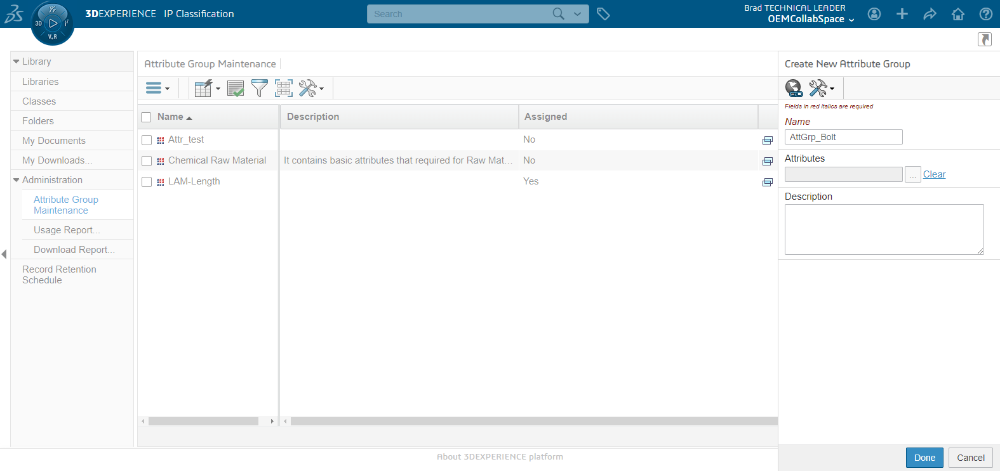 3DEXPERIENCE IP Classification
Search
Brad TECHNICAL LEADER
OEMCollabSpace
3D
V.R
Library
Libraries
Classes
Folders
My Documents
My Downloads...
Administration
Attribute Group
Maintenance
Usage Report...
Download Report...
Record Retention
Schedule
Attribute Group Maintenance
Name Description Assigned
Attr_test No
Chemical Raw Material It contains basic attributes that required for Raw Mat... No
LAM-Length Yes
Create New Attribute Group
Fields in red italics are required
Name
AttGrp_Bolt
Attributes
... Clear
Description
Done Cancel
About 3DEXPERIENCE platform